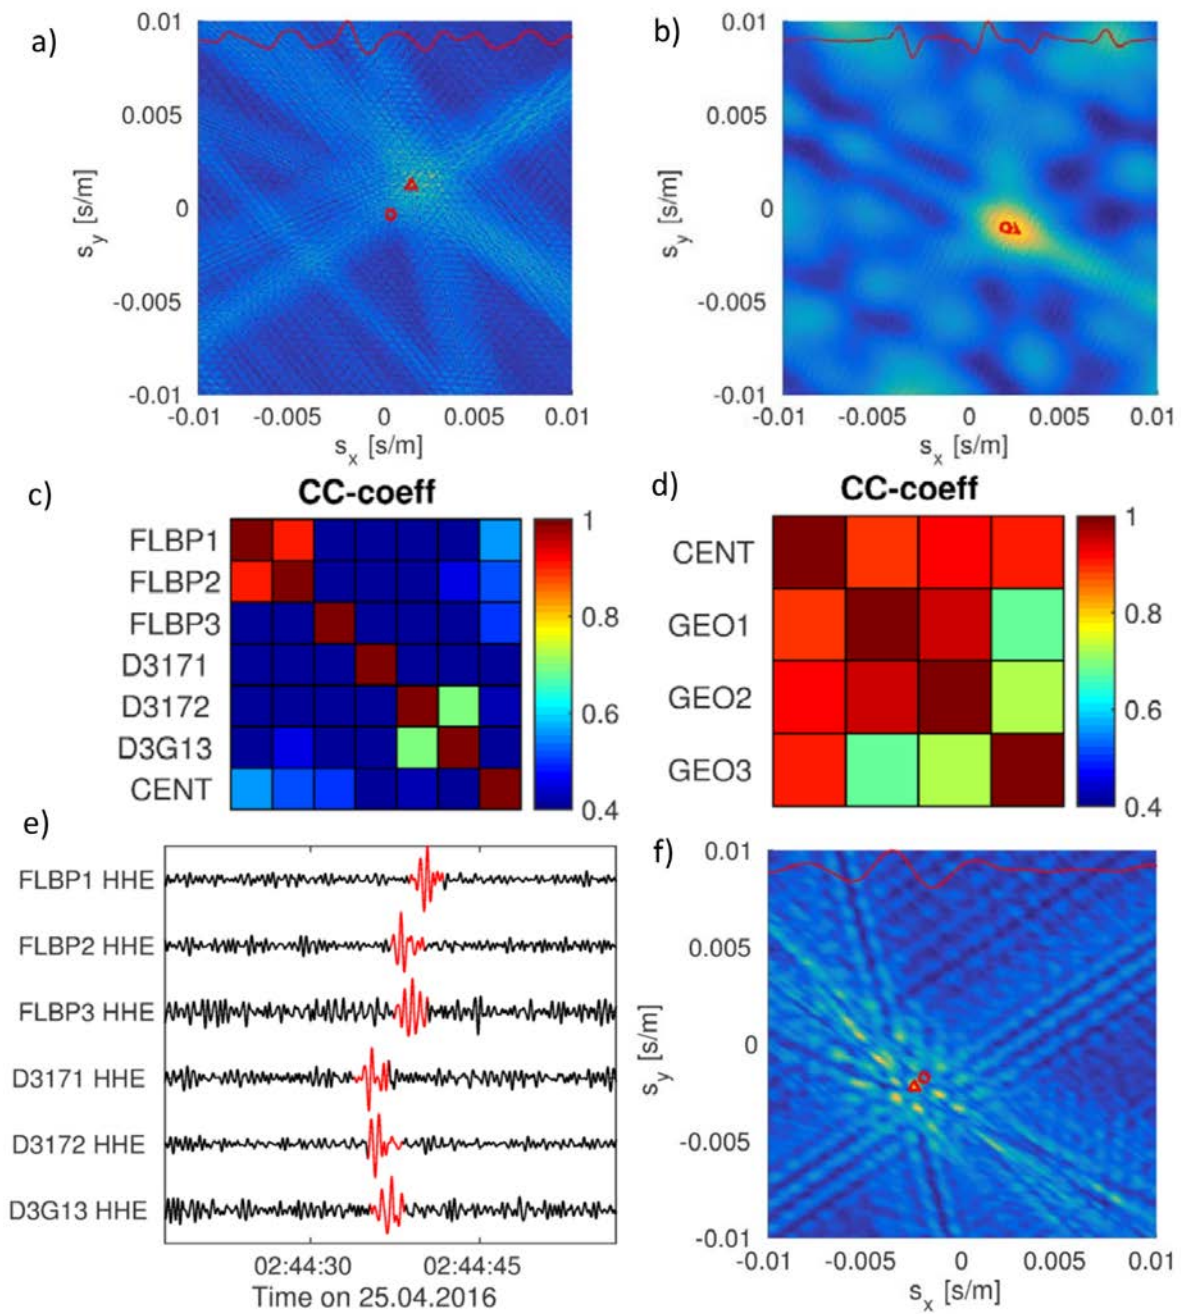 a)
0.01
0.005
0
-0.005
-0.01
s_y [s/m]
-0.01 -0.005 0 0.005 0.01
s_x [s/m]
b)
0.01
0.005
0
-0.005
-0.01
s_y [s/m]
-0.01 -0.005 0 0.005 0.01
s_x [s/m]
c)
CC-coeff
FLBP1
FLBP2
FLBP3
D3171
D3172
D3G13
CENT
1
0.8
0.6
0.4
d)
CC-coeff
CENT
GEO1
GEO2
GEO3
1
0.8
0.6
0.4
e)
FLBP1 HHE
FLBP2 HHE
FLBP3 HHE
D3171 HHE
D3172 HHE
D3G13 HHE
02:44:30 02:44:45
Time on 25.04.2016
f)
0.01
0.005
0
-0.005
-0.01
s_y [s/m]
-0.01 -0.005 0 0.005 0.01
s_x [s/m]